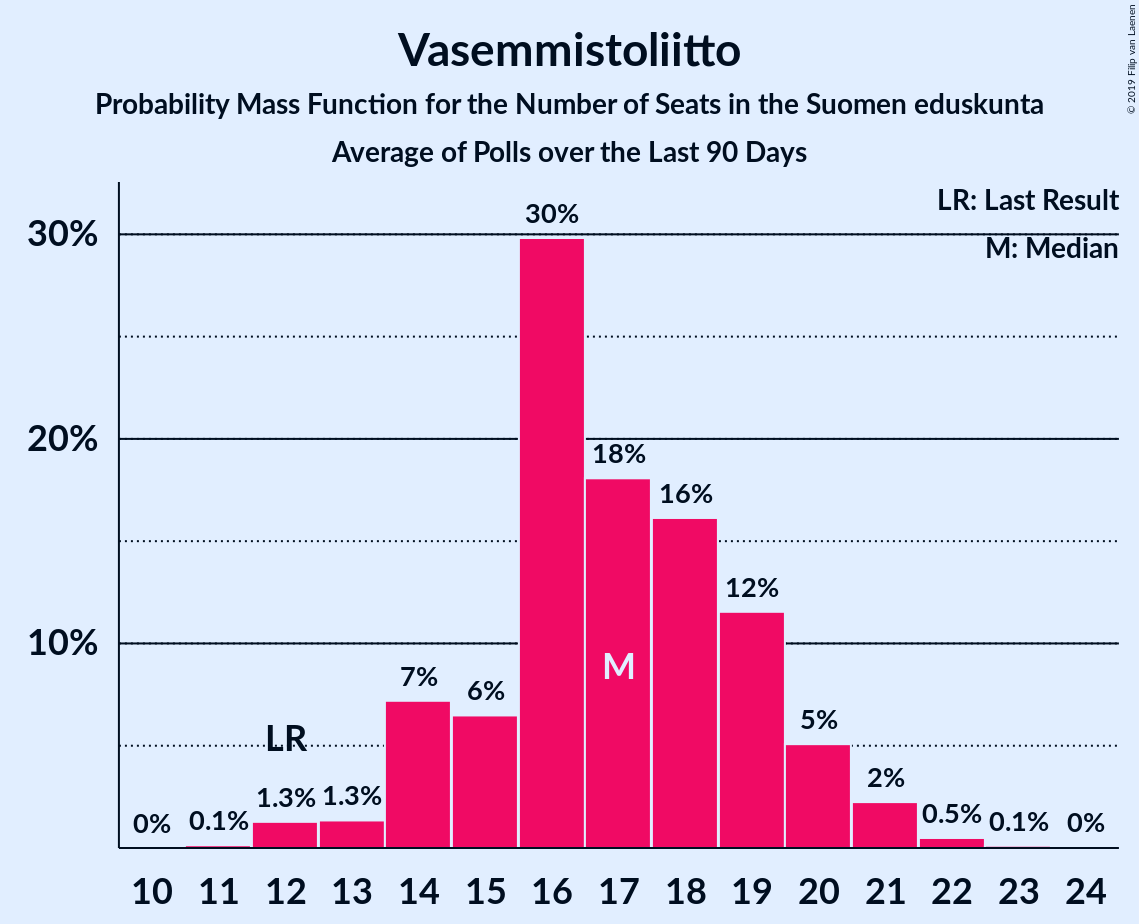 Vasemmistoliitto
Probability Mass Function for the Number of Seats in the Suomen eduskunta
Average of Polls over the Last 90 Days
© 2019 Filip van Laenen
LR: Last Result
M: Median
30%
20%
10%
0%
0.1%
1.3%
1.3%
7%
6%
30%
18%
16%
12%
5%
2%
0.5%
0.1%
0%
LR
M
10 11 12 13 14 15 16 17 18 19 20 21 22 23 24